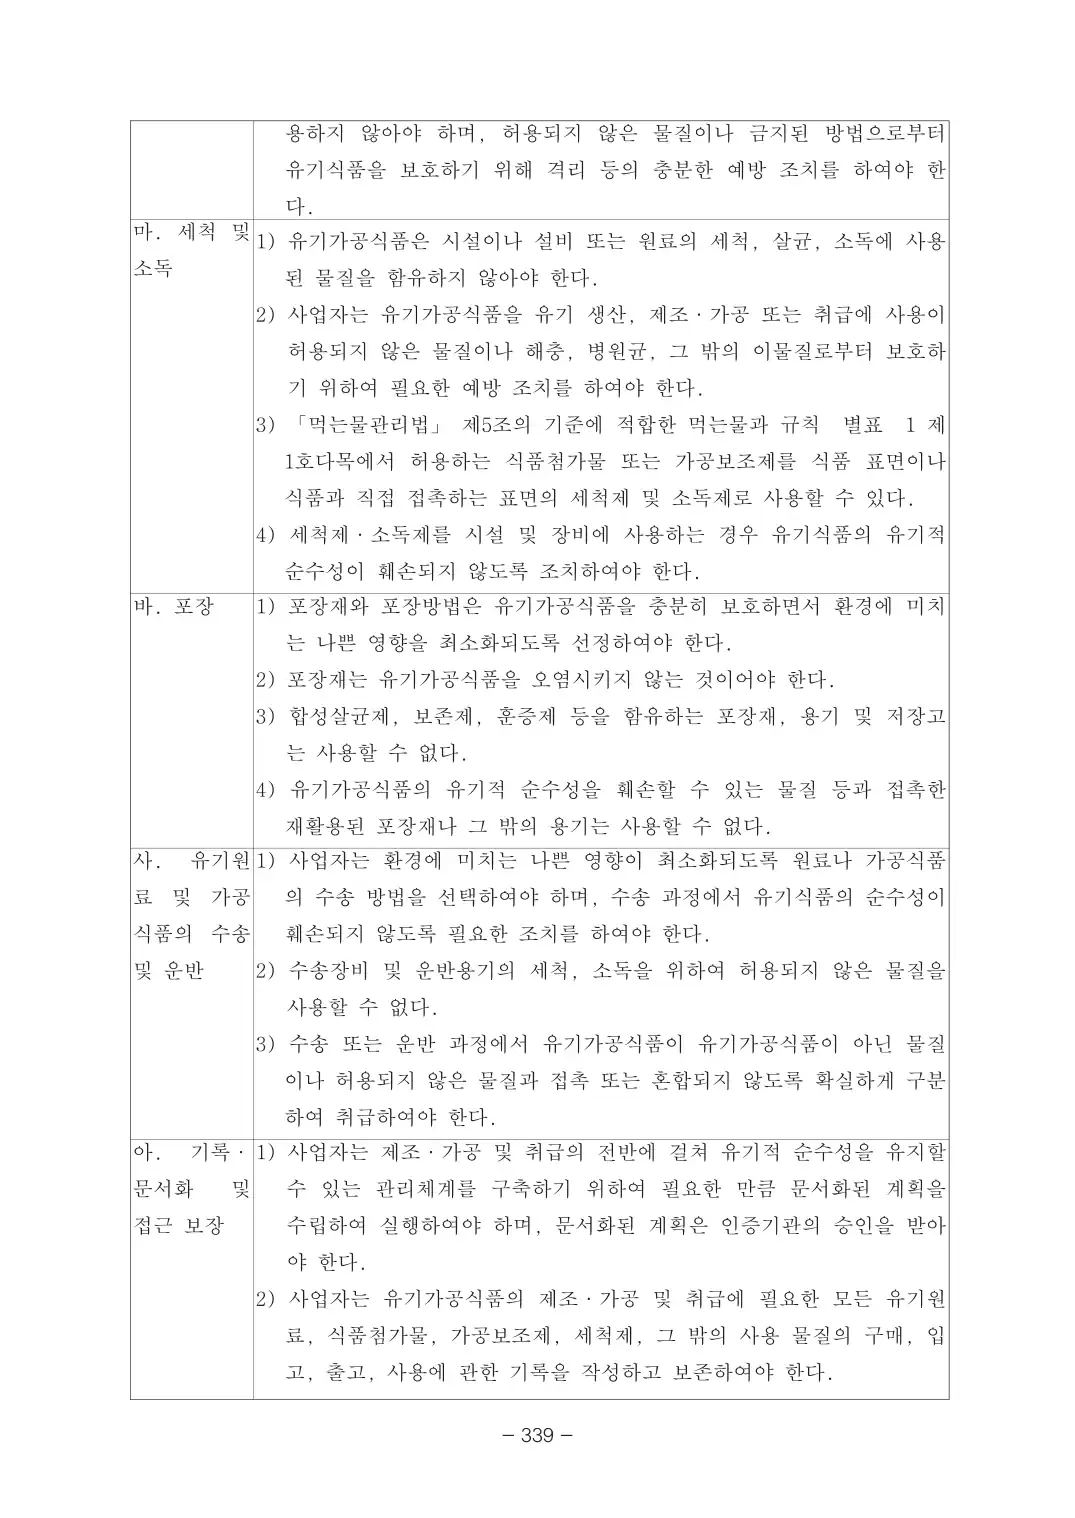 용하지 않아야 하며, 허용되지 않은 물질이나 금지된 방법으로부터
유기식품을 보호하기 위해 격리 등의 충분한 예방 조치를 하여야 한
다.
마. 세척 및
소독
1) 유기가공식품은 시설이나 설비 또는 원료의 세척, 살균, 소독에 사용
된 물질을 함유하지 않아야 한다.
2) 사업자는 유기가공식품을 유기 생산, 제조·가공 또는 취급에 사용이
허용되지 않은 물질이나 해충, 병원균, 그 밖의 이물질로부터 보호하
기 위하여 필요한 예방 조치를 하여야 한다.
3) 「먹는물관리법」 제5조의 기준에 적합한 먹는물과 규칙 별표 1 제
1호다목에서 허용하는 식품첨가물 또는 가공보조제를 식품 표면이나
식품과 직접 접촉하는 표면의 세척제 및 소독제로 사용할 수 있다.
4) 세척제·소독제를 시설 및 장비에 사용하는 경우 유기식품의 유기적
순수성이 훼손되지 않도록 조치하여야 한다.
바. 포장
1) 포장재와 포장방법은 유기가공식품을 충분히 보호하면서 환경에 미치
는 나쁜 영향을 최소화되도록 선정하여야 한다.
2) 포장재는 유기가공식품을 오염시키지 않는 것이어야 한다.
3) 합성살균제, 보존제, 훈증제 등을 함유하는 포장재, 용기 및 저장고
는 사용할 수 없다.
4) 유기가공식품의 유기적 순수성을 훼손할 수 있는 물질 등과 접촉한
재활용된 포장재나 그 밖의 용기는 사용할 수 없다.
사. 유기원
료 및 가공
식품의 수송
및 운반
1) 사업자는 환경에 미치는 나쁜 영향이 최소화되도록 원료나 가공식품
의 수송 방법을 선택하여야 하며, 수송 과정에서 유기식품의 순수성이
훼손되지 않도록 필요한 조치를 하여야 한다.
2) 수송장비 및 운반용기의 세척, 소독을 위하여 허용되지 않은 물질을
사용할 수 없다.
3) 수송 또는 운반 과정에서 유기가공식품이 유기가공식품이 아닌 물질
이나 허용되지 않은 물질과 접촉 또는 혼합되지 않도록 확실하게 구분
하여 취급하여야 한다.
아. 기록·
문서화 및
접근 보장
1) 사업자는 제조·가공 및 취급의 전반에 걸쳐 유기적 순수성을 유지할
수 있는 관리체계를 구축하기 위하여 필요한 만큼 문서화된 계획을
수립하여 실행하여야 하며, 문서화된 계획은 인증기관의 승인을 받아
야 한다.
2) 사업자는 유기가공식품의 제조·가공 및 취급에 필요한 모든 유기원
료, 식품첨가물, 가공보조제, 세척제, 그 밖의 사용 물질의 구매, 입
고, 출고, 사용에 관한 기록을 작성하고 보존하여야 한다.
- 339 -